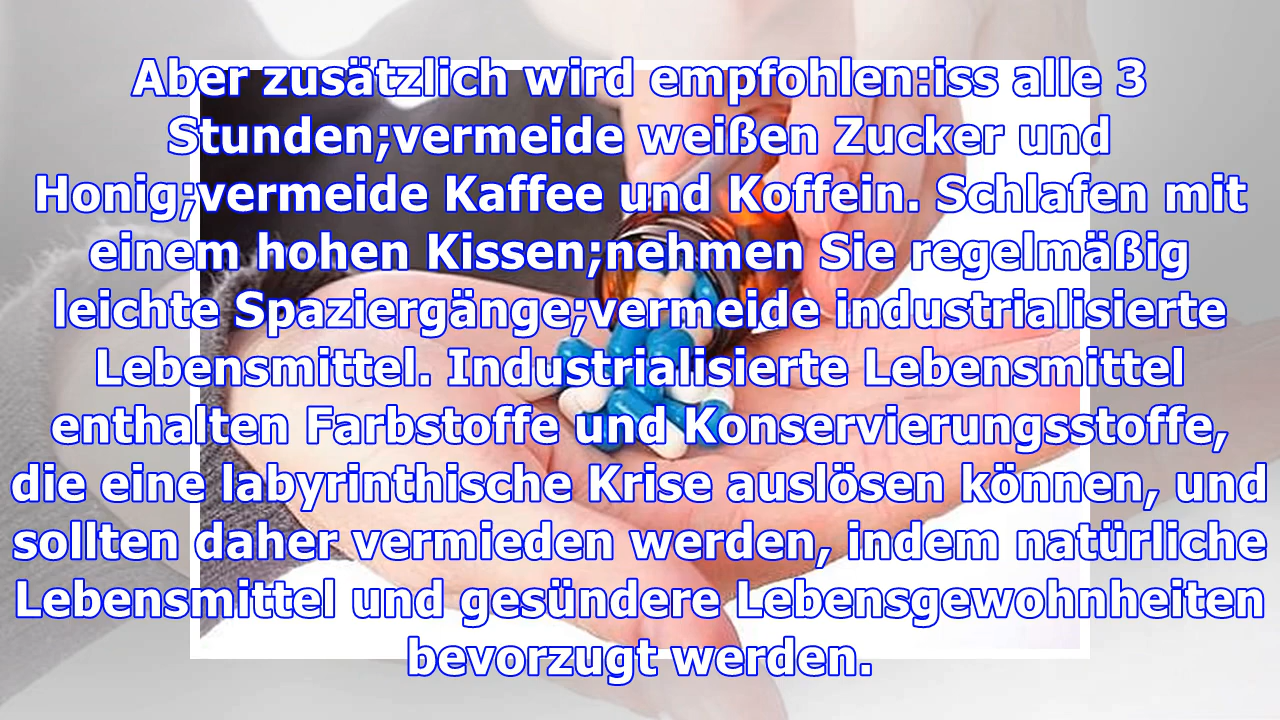 Aber zusätzlich wird empfohlen:iss alle 3
Stunden;vermeide weißen Zucker und
Honig;vermeide Kaffee und Koffein. Schlafen mit
einem hohen Kissen;nehmen Sie regelmäßig
leichte Spaziergänge;vermeide industrialisierte
Lebensmittel. Industrialisierte Lebensmittel
enthalten Farbstoffe und Konservierungsstoffe,
die eine labyrinthische Krise auslösen können, und
sollten daher vermieden werden, indem natürliche
Lebensmittel und gesündere Lebensgewohnheiten
bevorzugt werden.